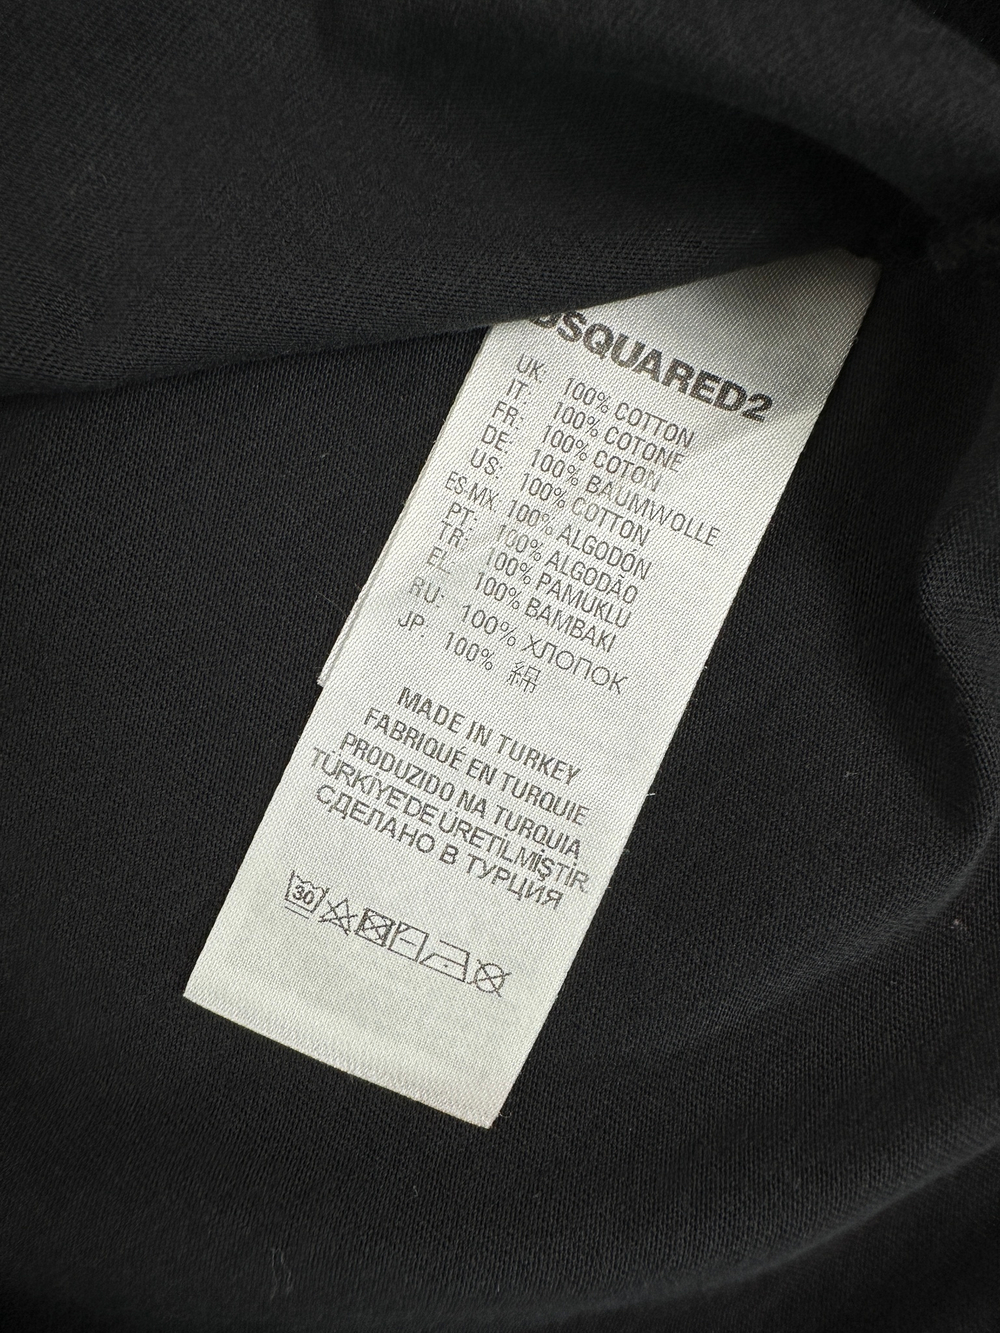 DSQUARED2
UK: 100% COTTON
IT: 100% COTONE
FR: 100% COTON
DE: 100% BAUMWOLLE
US: 100% COTTON
ES-MX: 100% ALGODÓN
PT: 100% ALGODÃO
TR: 100% PAMUKLU
EL: 100% BAMBAKI
RU: 100% ХЛОПОК
JP: 100% 綿
MADE IN TURKEY
FABRIQUÉ EN TURQUIE
PRODUZIDO NA TURQUIA
TÜRKİYE'DE ÜRETİLMİŞTİR
СДЕЛАНО В ТУРЦИЯ
30